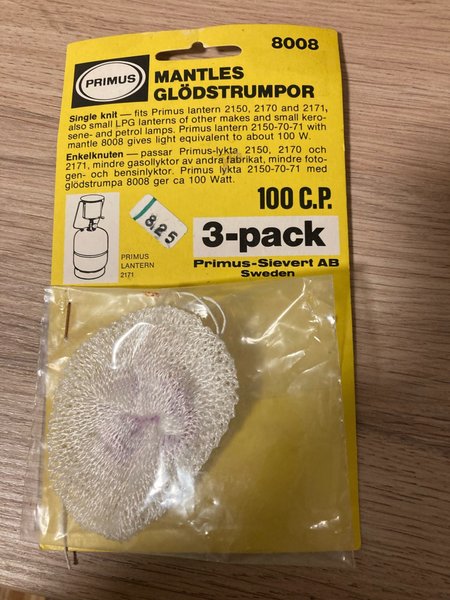 8008
PRIMUS
MANTLES
GLÖDSTRUMPOR
Single knit — fits Primus lantern 2150, 2170 and 2171,
also small LPG lanterns of other makes and small kero-
sene- and petrol lamps. Primus lantern 2150-70-71 with
mantle 8008 gives light equivalent to about 100 W.
Enkelknuten — passar Primus-lykta 2150, 2170 och
2171, mindre gasollyktor av andra fabrikat, mindre foto-
gen- och bensinlyktor. Primus lykta 2150-70-71 med
glödstrumpa 8008 ger ca 100 Watt.
100 C.P.
8.25
3-pack
PRIMUS
LANTERN
2171
Primus-Sievert AB
Sweden